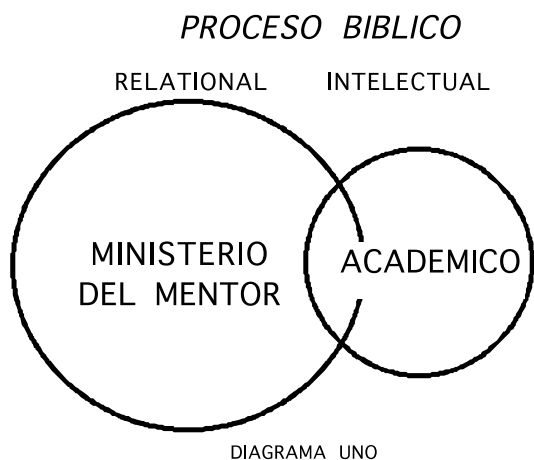 PROCESO BIBLICO
RELATIONAL INTELECTUAL
MINISTERIO
DEL MENTOR
ACADEMICO
DIAGRAMA UNO